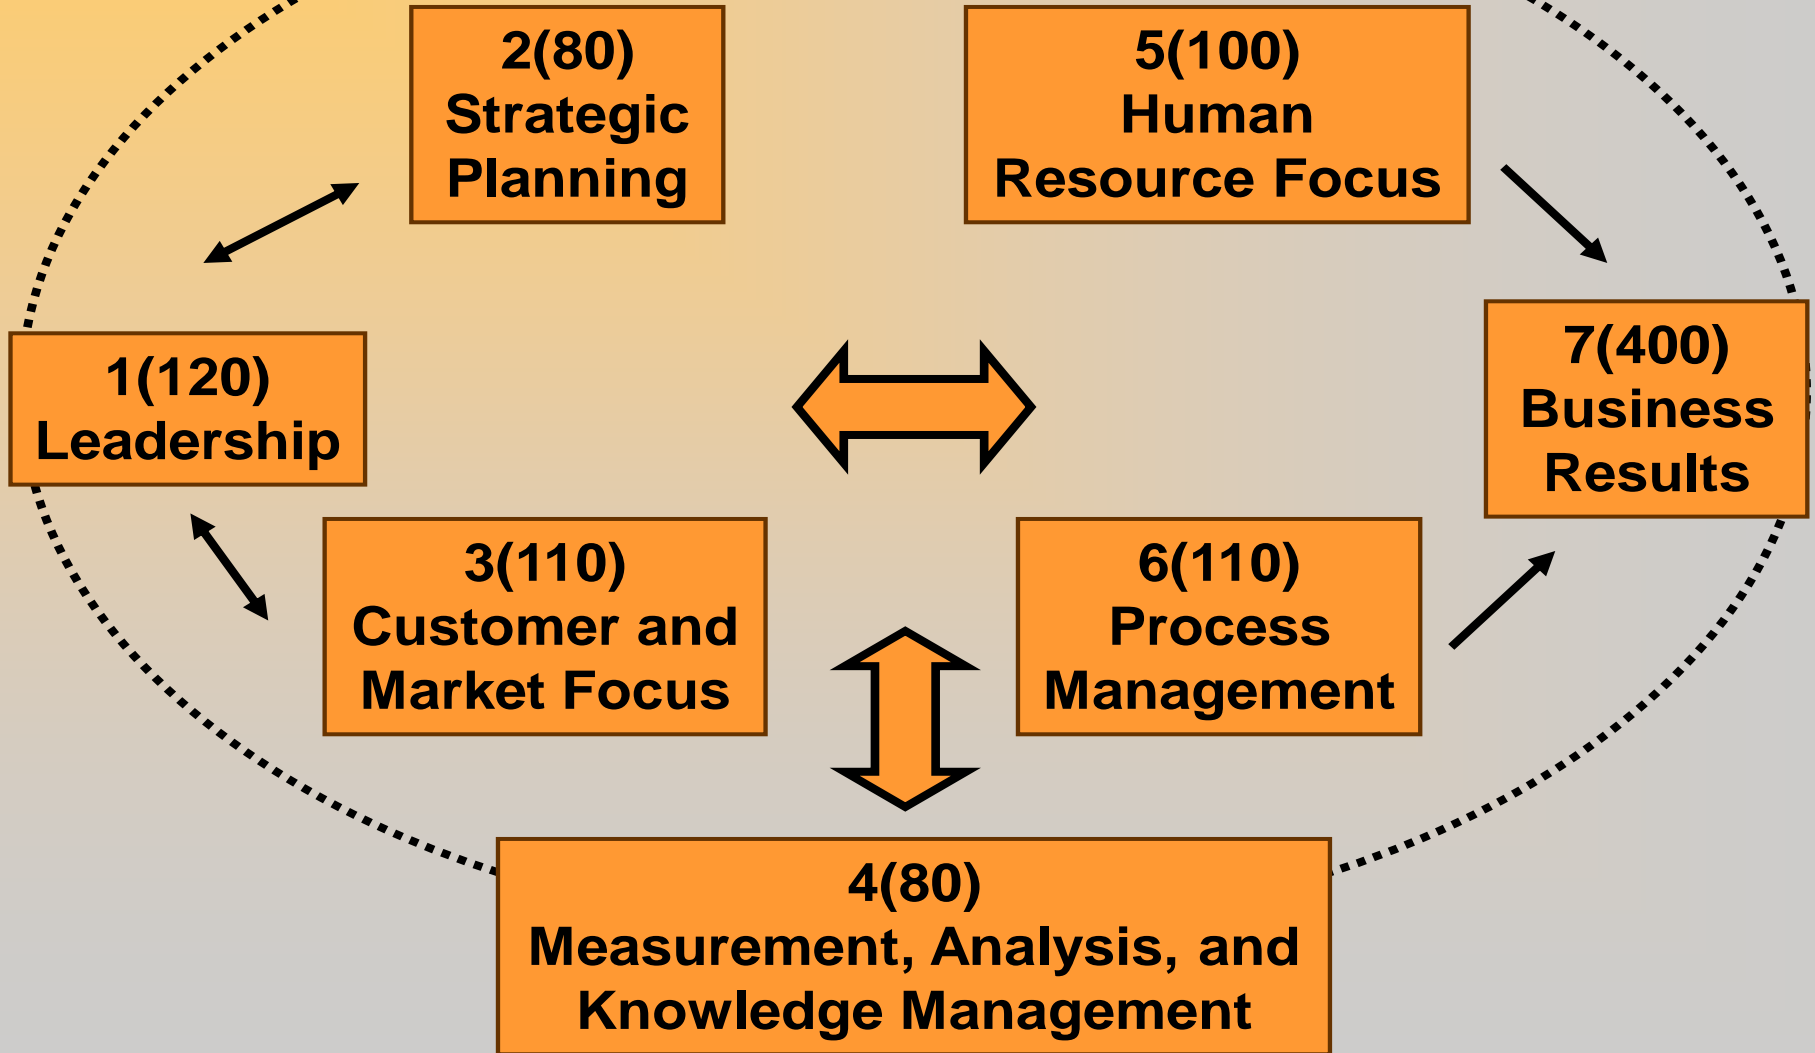 2(80)
Strategic
Planning
5(100)
Human
Resource Focus
1(120)
Leadership
7(400)
Business
Results
3(110)
Customer and
Market Focus
6(110)
Process
Management
4(80)
Measurement, Analysis, and
Knowledge Management